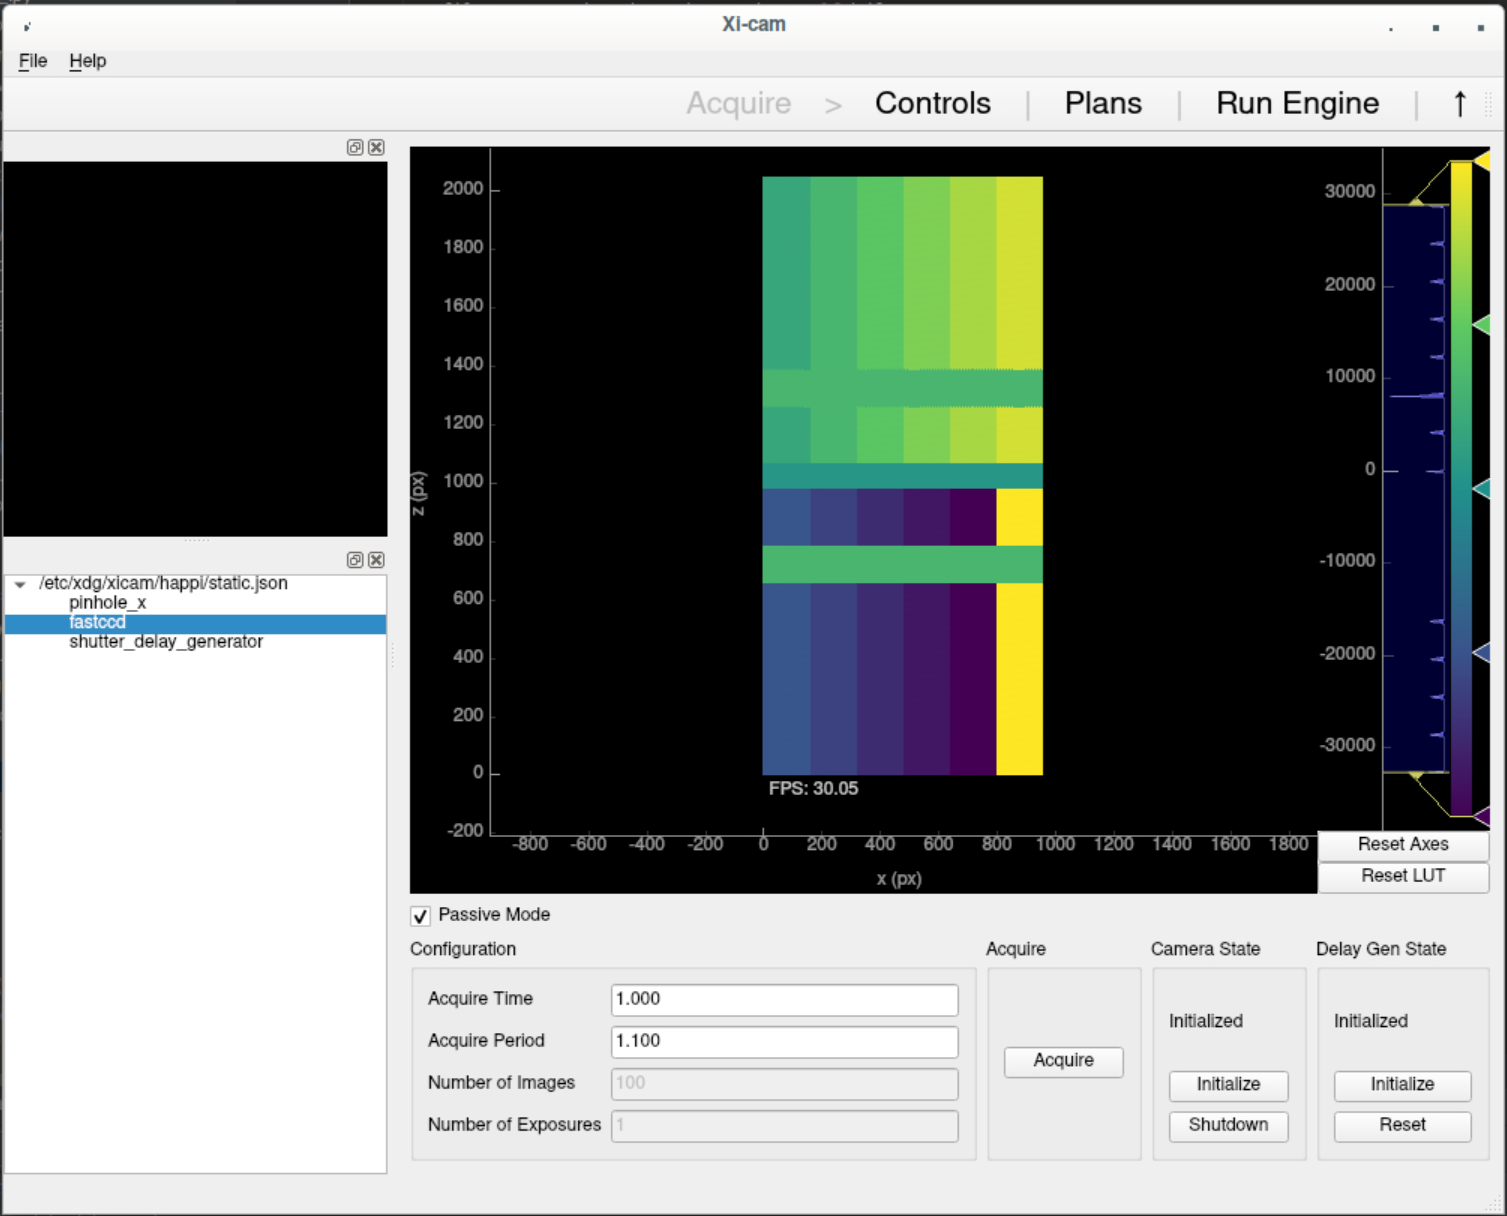 Xi-cam
File Help
Acquire > Controls | Plans | Run Engine | ↑
/etc/xdg/xicam/happi/static.json
pinhole_x
fastccd
shutter_delay_generator
2000
1800
1600
1400
1200
1000
800
600
400
200
0
-200
z (px)
FPS: 30.05
-800 -600 -400 -200 0 200 400 600 800 1000 1200 1400 1600 1800
x (px)
30000
20000
10000
0
-10000
-20000
-30000
Reset Axes
Reset LUT
Passive Mode
Configuration
Acquire Time 1.000
Acquire Period 1.100
Number of Images 100
Number of Exposures 1
Acquire
Acquire
Camera State
Initialized
Initialize
Shutdown
Delay Gen State
Initialized
Initialize
Reset